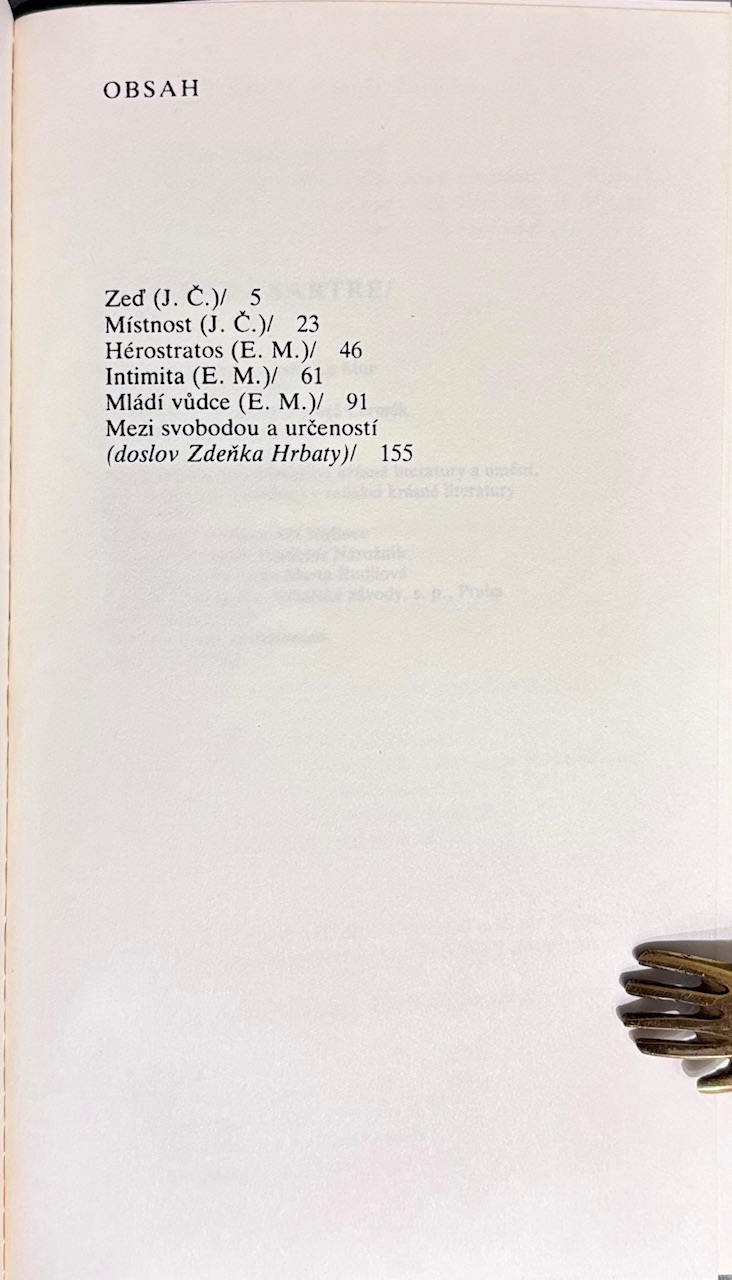 OBSAH
Zeď (J. Č.)/ 5
Místnost (J. Č.)/ 23
Hérostratos (E. M.)/ 46
Intimita (E. M.)/ 61
Mládí vůdce (E. M.)/ 91
Mezi svobodou a určeností
(doslov Zdeňka Hrbaty)/ 155